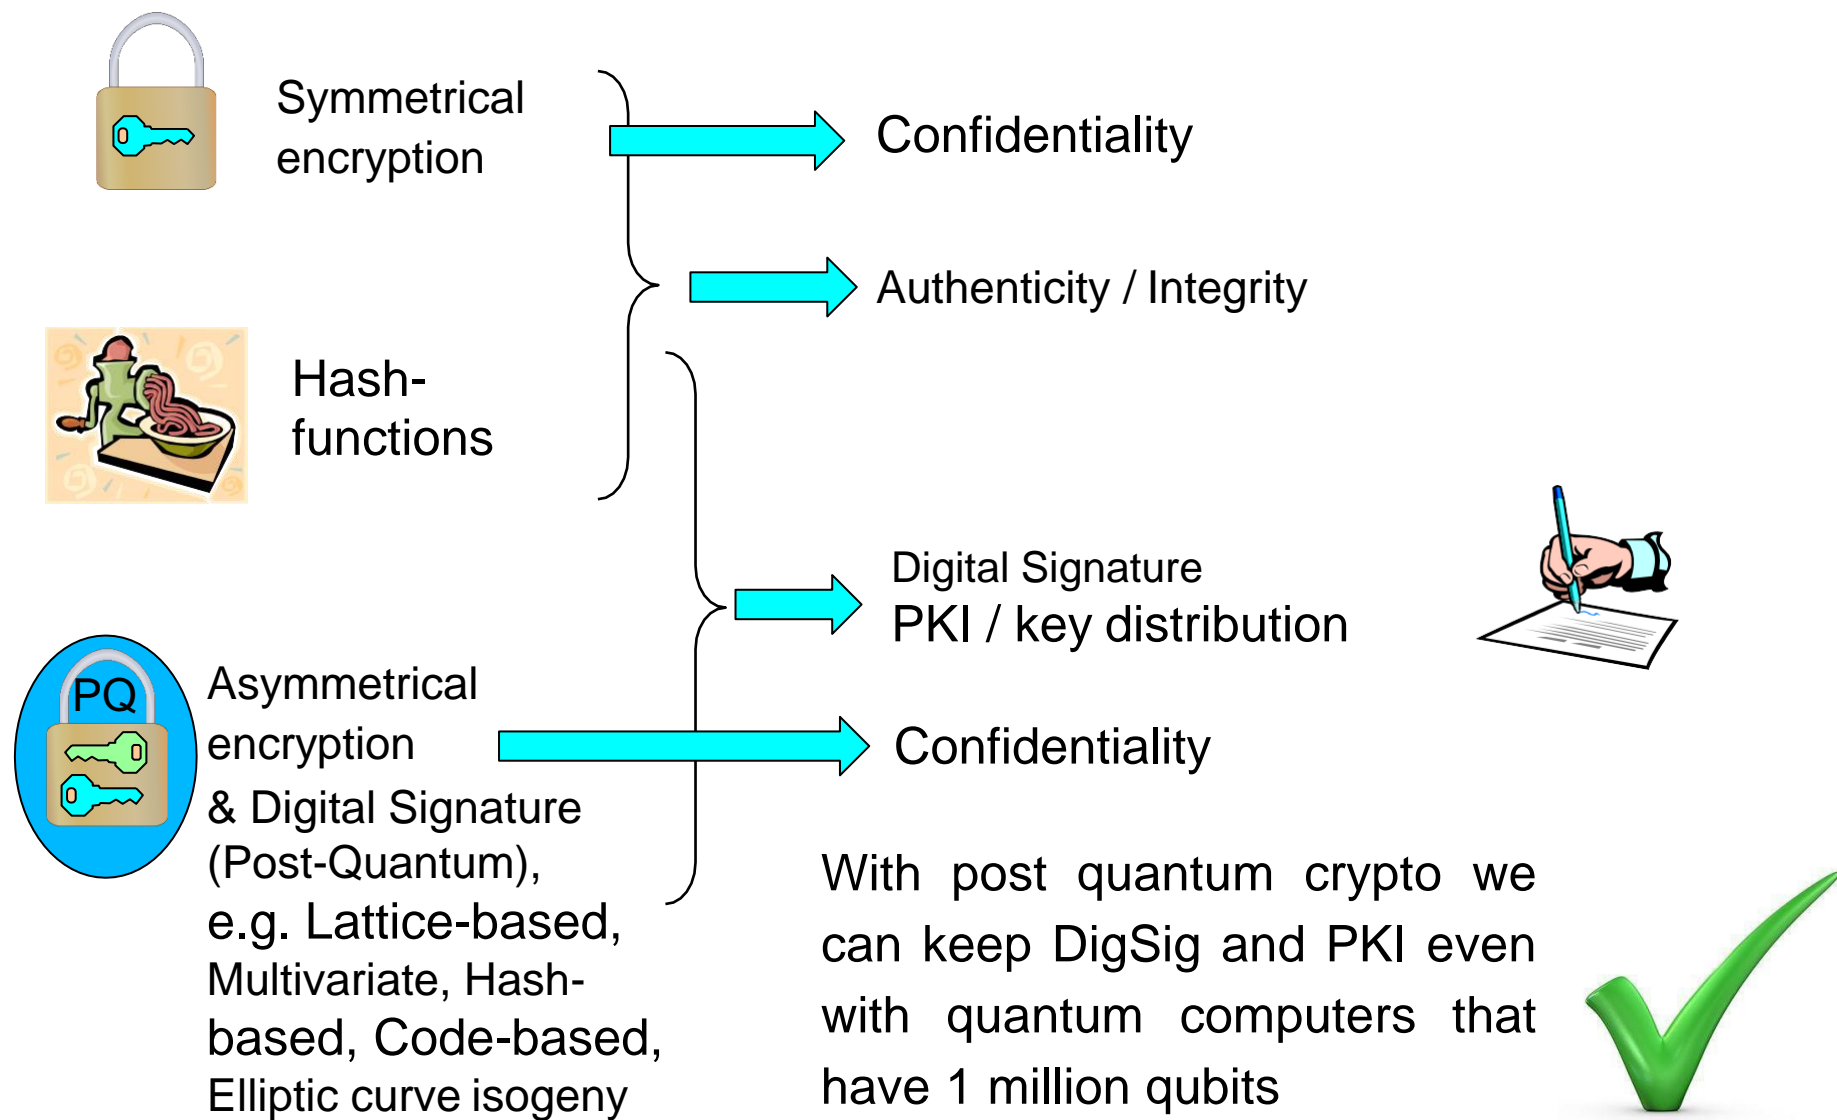 Symmetrical
encryption
Confidentiality
Authenticity / Integrity
Hash-
functions
Digital Signature
PKI / key distribution
PQ
Asymmetrical
encryption
& Digital Signature
(Post-Quantum),
e.g. Lattice-based,
Multivariate, Hash-
based, Code-based,
Elliptic curve isogeny
Confidentiality
With post quantum crypto we
can keep DigSig and PKI even
with quantum computers that
have 1 million qubits